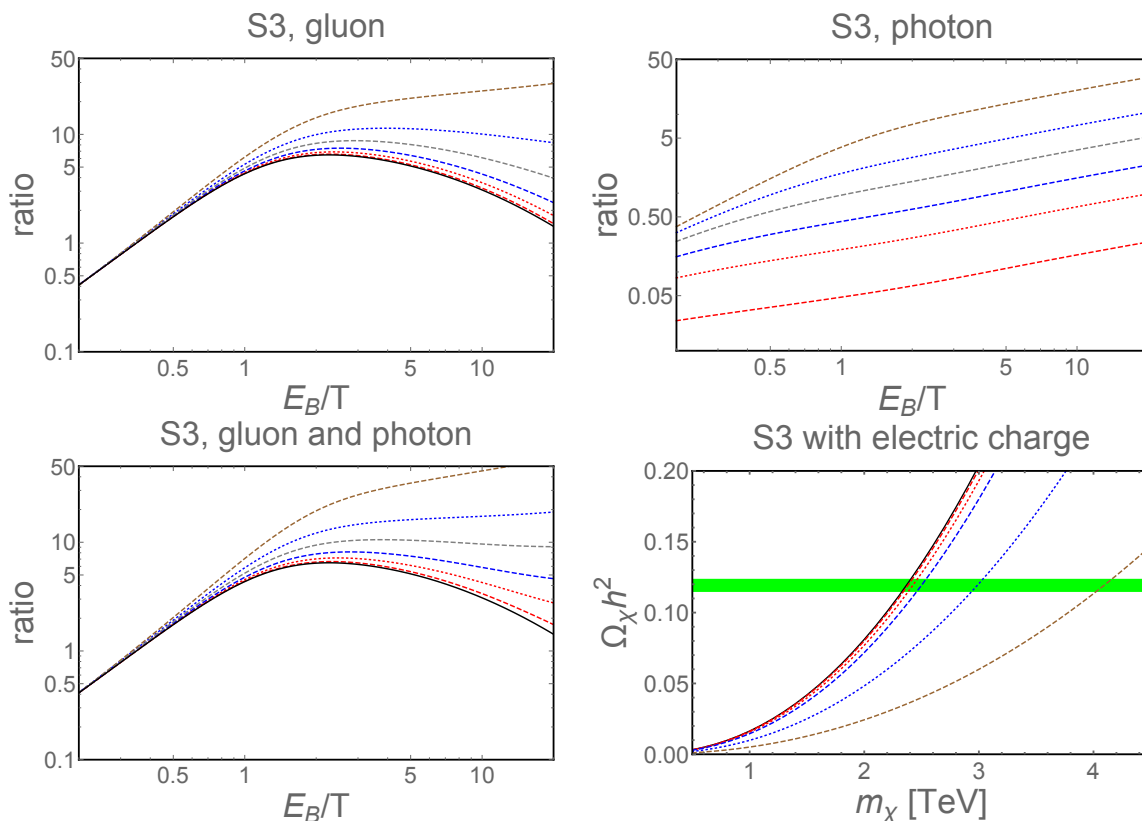 S3, gluon
50
10
5
1
0.5
0.1
ratio
0.5 1 5 10
E_B/T
S3, photon
50
5
0.50
0.05
ratio
0.5 1 5 10
E_B/T
S3, gluon and photon
50
10
5
1
0.5
0.1
ratio
0.5 1 5 10
E_B/T
S3 with electric charge
0.20
0.15
0.10
0.05
0.00
Ω_χh²
1 2 3 4
m_χ [TeV]